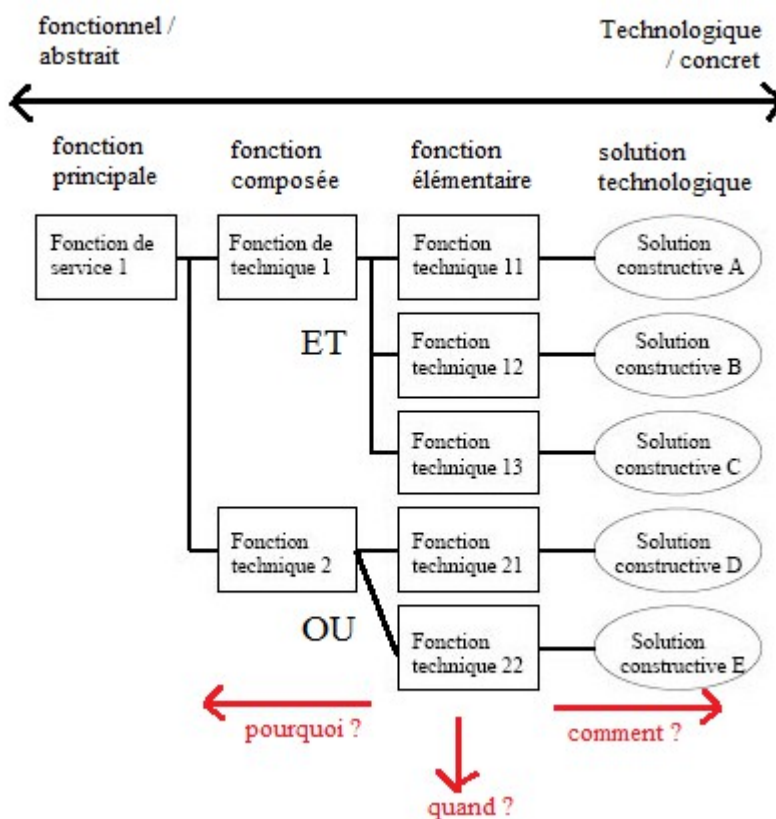 fonctionnel /
abstrait
Technologique
/ concret
fonction
principale
fonction
composée
fonction
élémentaire
solution
technologique
Fonction de
service 1
Fonction de
technique 1
Fonction
technique 11
Solution
constructive A
ET
Fonction
technique 12
Solution
constructive B
Fonction
technique 13
Solution
constructive C
Fonction
technique 2
Fonction
technique 21
Solution
constructive D
OU
Fonction
technique 22
Solution
constructive E
pourquoi ?
comment ?
quand ?